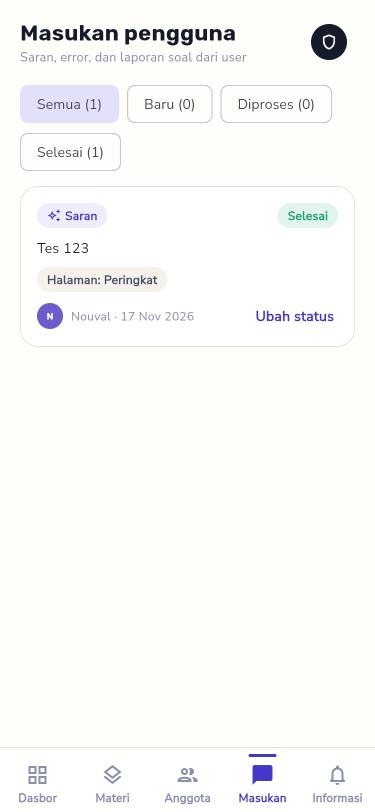 Masukan pengguna
Saran, error, dan laporan soal dari user
Semua (1)
Baru (0)
Diproses (0)
Selesai (1)
Saran
Selesai
Tes 123
Halaman: Peringkat
N
Nouval · 17 Nov 2026
Ubah status
Dasbor
Materi
Anggota
Masukan
Informasi